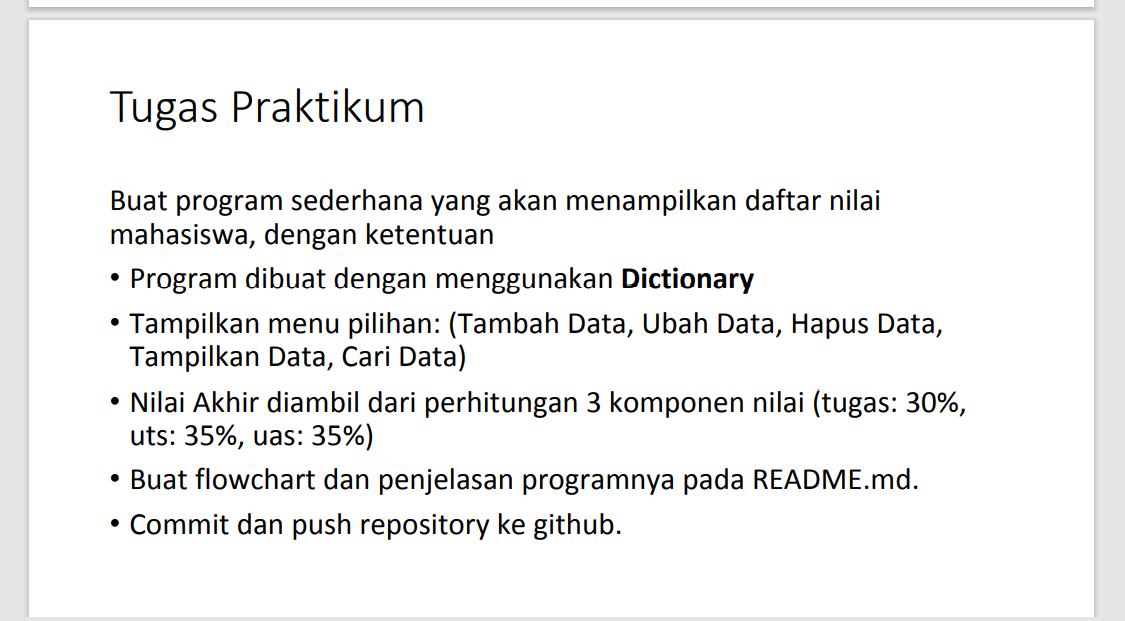 Tugas Praktikum
Buat program sederhana yang akan menampilkan daftar nilai
mahasiswa, dengan ketentuan
• Program dibuat dengan menggunakan Dictionary
• Tampilkan menu pilihan: (Tambah Data, Ubah Data, Hapus Data,
Tampilkan Data, Cari Data)
• Nilai Akhir diambil dari perhitungan 3 komponen nilai (tugas: 30%,
uts: 35%, uas: 35%)
• Buat flowchart dan penjelasan programnya pada README.md.
• Commit dan push repository ke github.